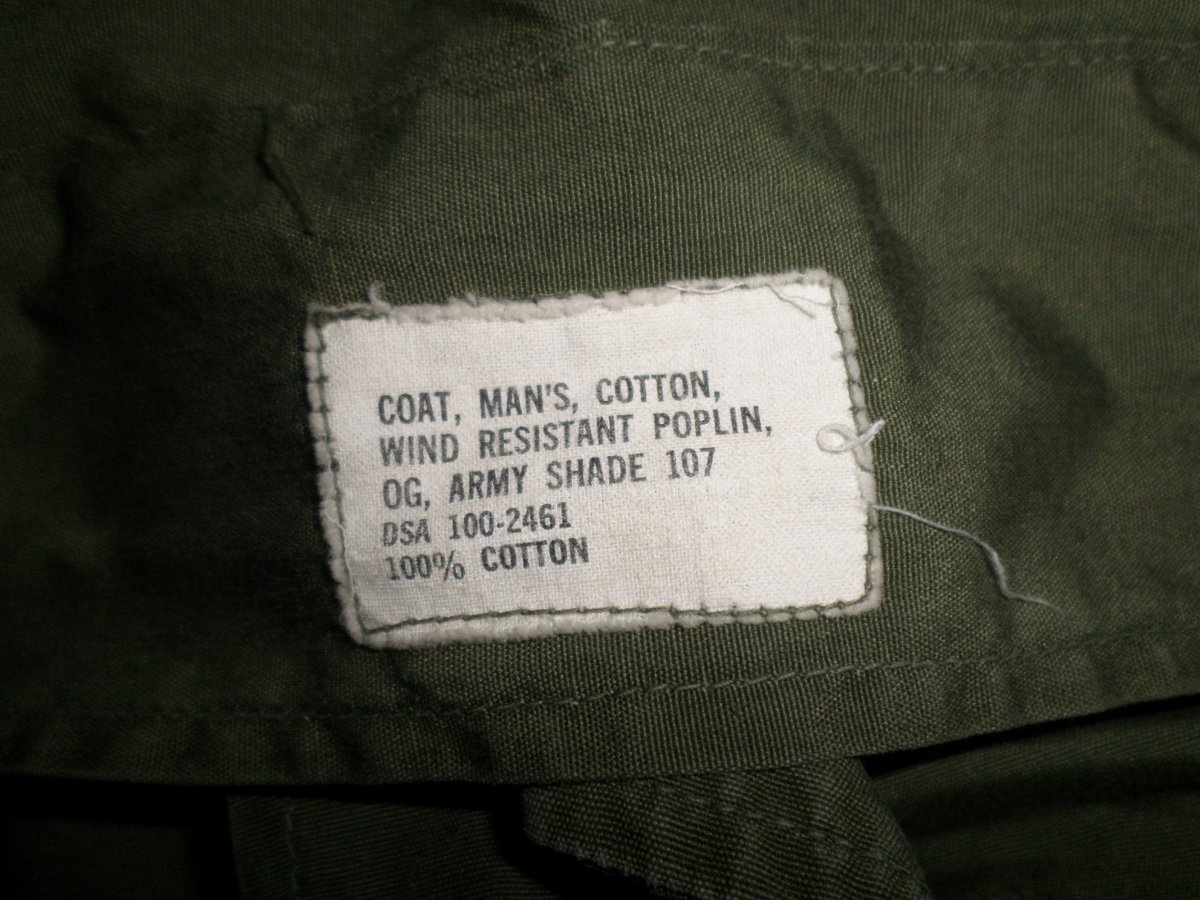 COAT, MAN'S, COTTON,
WIND RESISTANT POPLIN,
OG, ARMY SHADE 107
DSA 100-2461
100% COTTON